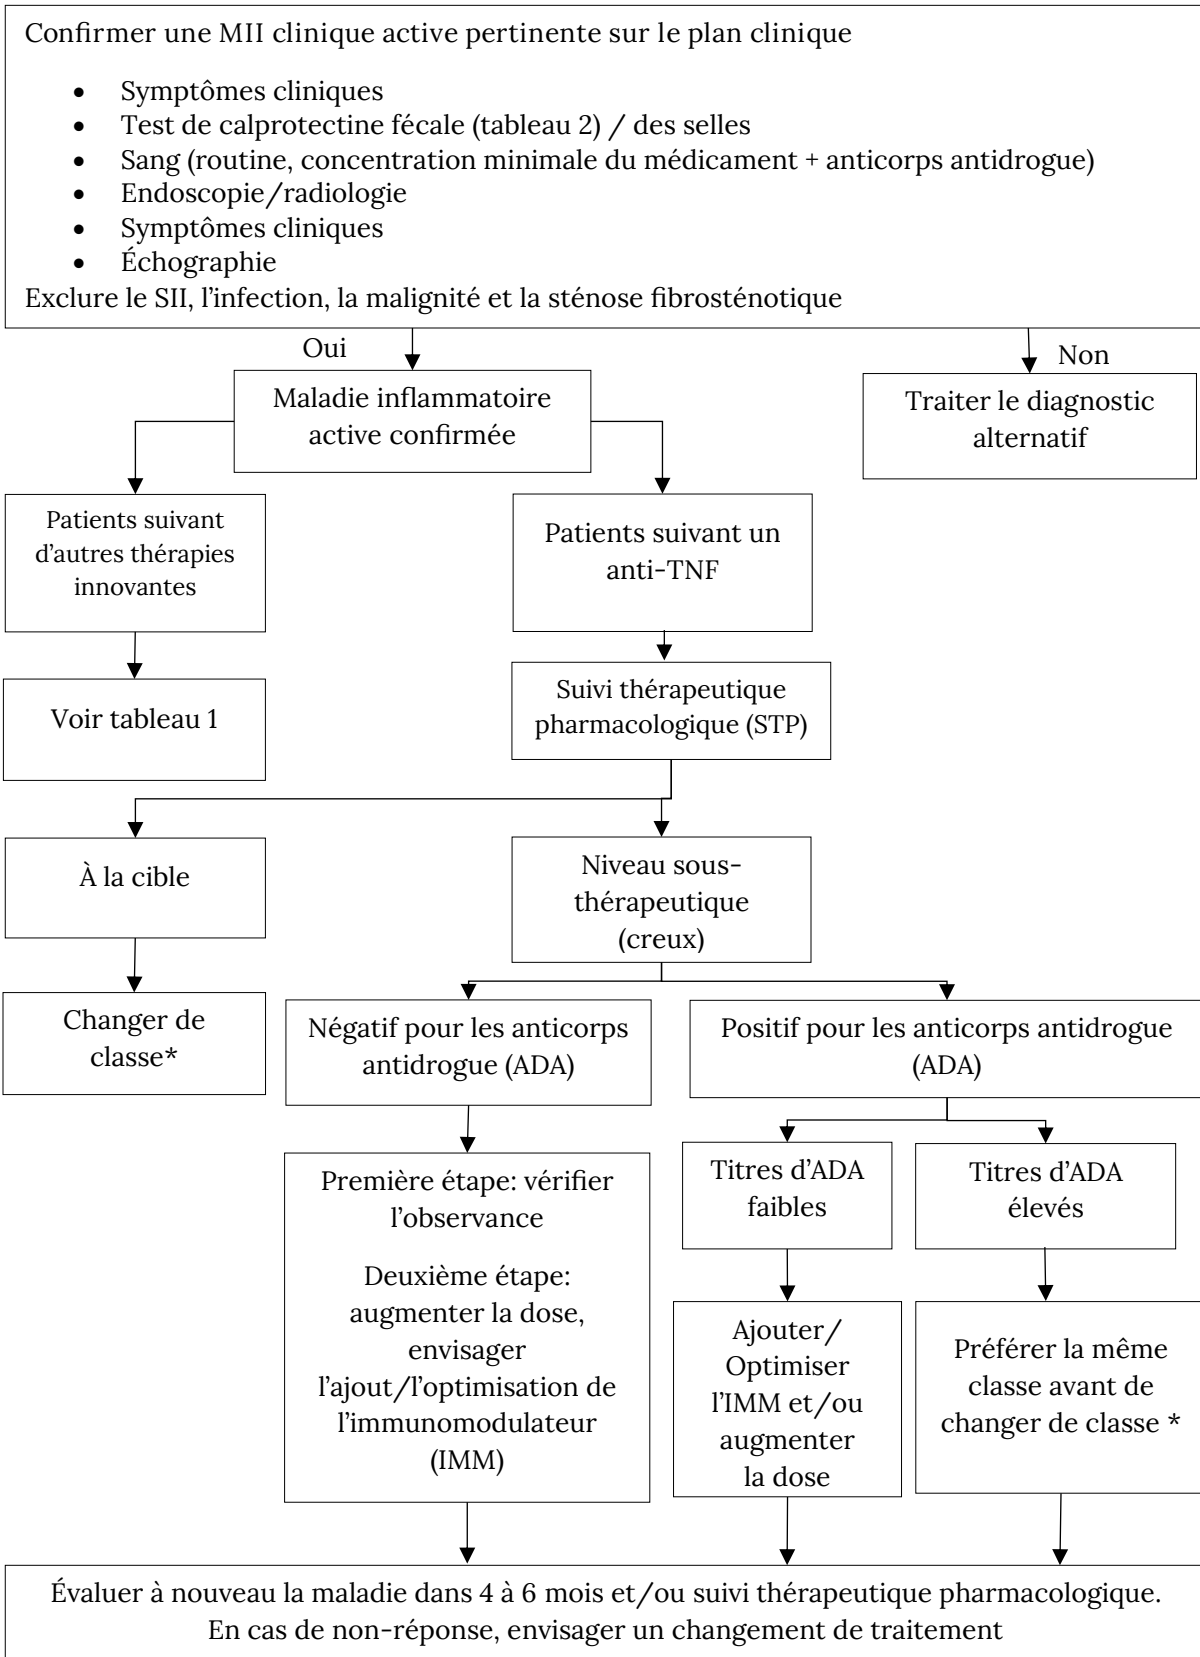 Confirmer une MII clinique active pertinente sur le plan clinique
• Symptômes cliniques
• Test de calprotectine fécale (tableau 2) / des selles
• Sang (routine, concentration minimale du médicament + anticorps antidrogue)
• Endoscopie/radiologie
• Symptômes cliniques
• Échographie
Exclure le SII, l'infection, la malignité et la sténose fibrosténotique
Oui
Non
Maladie inflammatoire
active confirmée
Traiter le diagnostic
alternatif
Patients suivant
d'autres thérapies
innovantes
Patients suivant un
anti-TNF
Voir tableau 1
Suivi thérapeutique
pharmacologique (STP)
À la cible
Niveau sous-
thérapeutique
(creux)
Changer de
classe*
Négatif pour les anticorps
antidrogue (ADA)
Positif pour les anticorps antidrogue
(ADA)
Première étape: vérifier
l'observance
Deuxième étape:
augmenter la dose,
envisager
l'ajout/l'optimisation de
l'immunomodulateur
(IMM)
Titres d'ADA
faibles
Titres d'ADA
élevés
Ajouter/
Optimiser
l'IMM et/ou
augmenter
la dose
Préférer la même
classe avant de
changer de classe *
Évaluer à nouveau la maladie dans 4 à 6 mois et/ou suivi thérapeutique pharmacologique.
En cas de non-réponse, envisager un changement de traitement